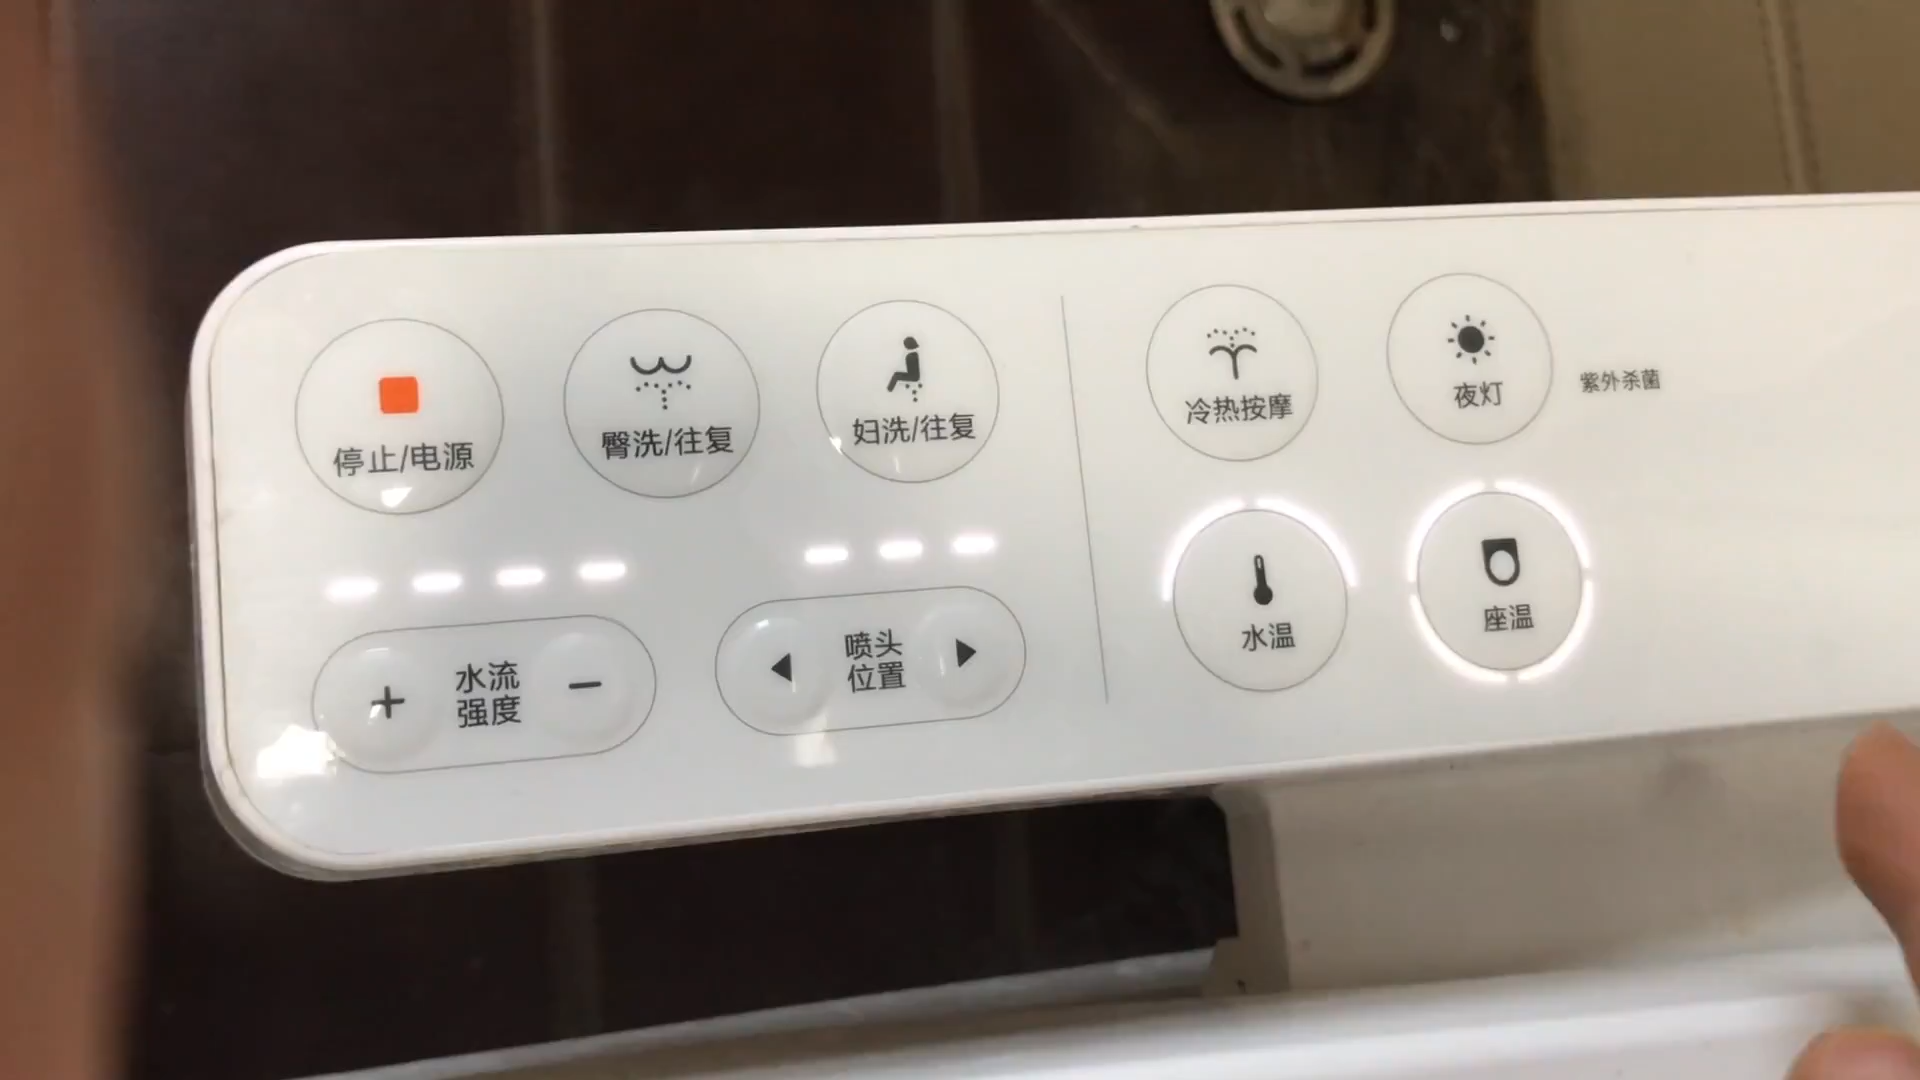 停止/电源
臀洗/往复
妇洗/往复
冷热按摩
夜灯
紫外杀菌
水流
强度
喷头
位置
水温
座温